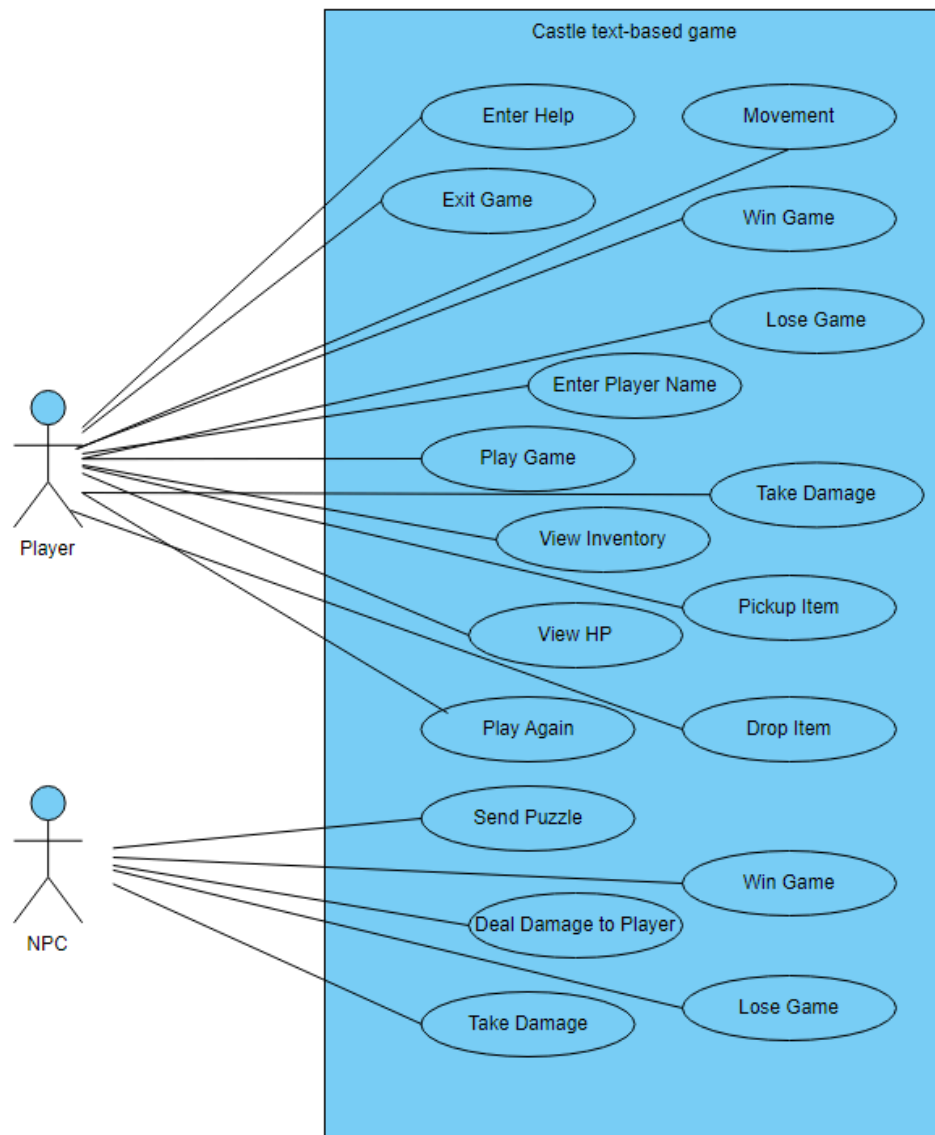 Castle text-based game
Enter Help
Movement
Exit Game
Win Game
Lose Game
Enter Player Name
Play Game
Take Damage
View Inventory
Player
Pickup Item
View HP
Play Again
Drop Item
Send Puzzle
Win Game
Deal Damage to Player
NPC
Lose Game
Take Damage